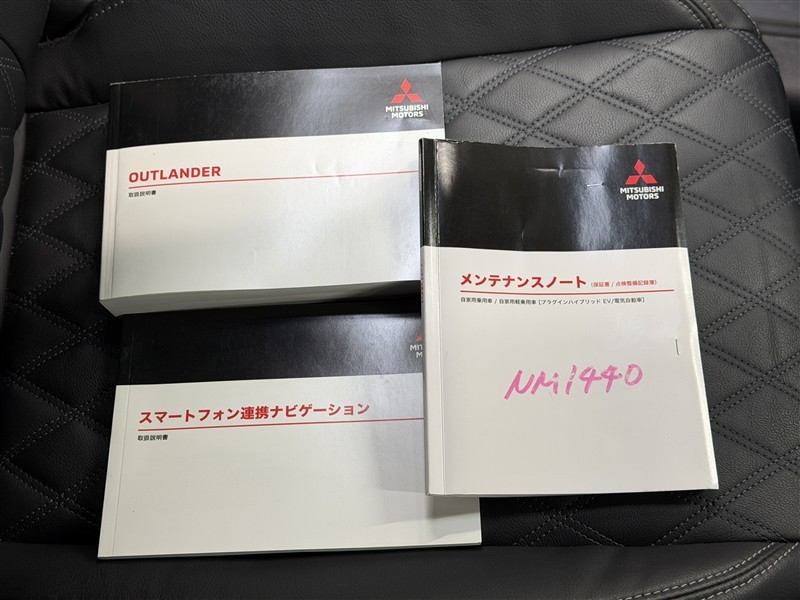 MITSUBISHI
MOTORS
OUTLANDER
取扱説明書
MITSUBISHI
MOTORS
メンテナンスノート（保証書 / 点検整備記録簿）
自家用乗用車 / 自家用軽乗用車［プラグインハイブリッド EV/電気自動車］
NM1440
スマートフォン連携ナビゲーション
取扱説明書